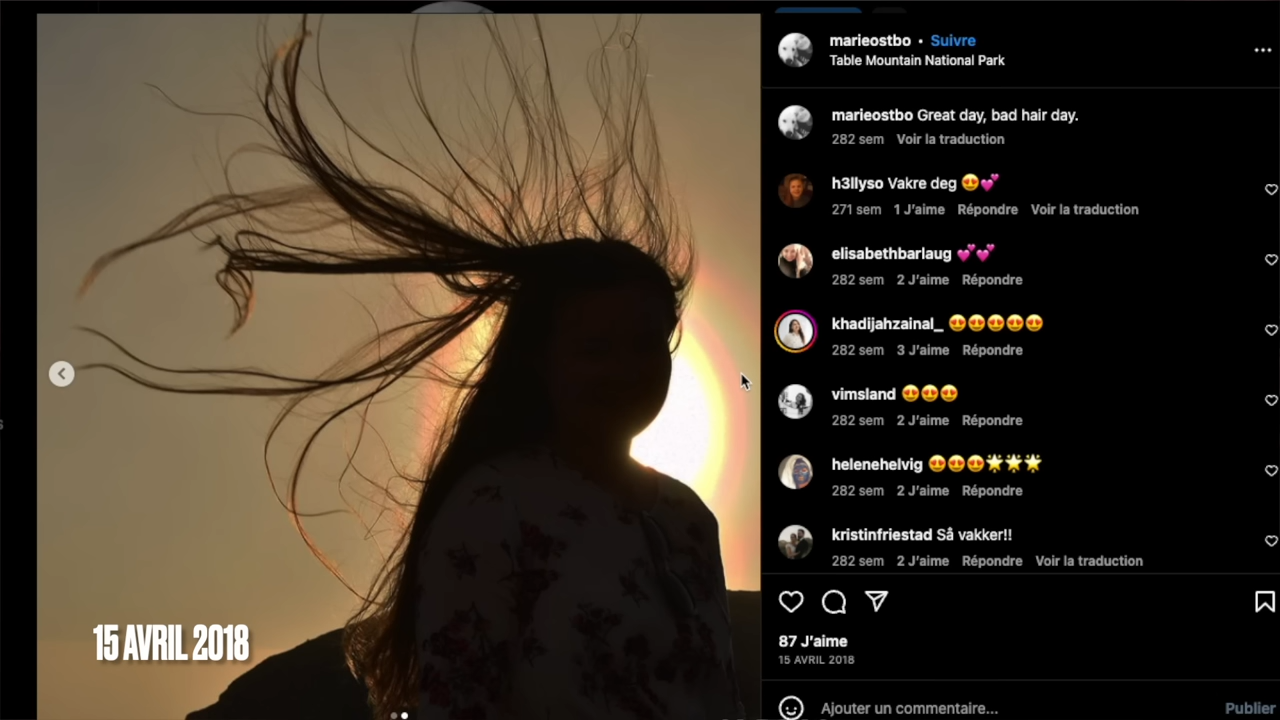 marieostbo • Suivre
Table Mountain National Park
marieostbo Great day, bad hair day.
282 sem Voir la traduction
h3llyso Vakre deg 😍💕
271 sem 1 J’aime Répondre Voir la traduction
elisabethbarlaug 💕💕
282 sem 2 J’aime Répondre
khadijahzainal_ 😍😍😍😍😍
282 sem 3 J’aime Répondre
vimsland 😍😍😍
282 sem 2 J’aime Répondre
helenehelvig 😍😍😍🌟🌟🌟
282 sem 2 J’aime Répondre
kristinfriestad Så vakker!!
282 sem 2 J’aime Répondre Voir la traduction
87 J’aime
15 AVRIL 2018
Ajouter un commentaire... Publier
15 AVRIL 2018